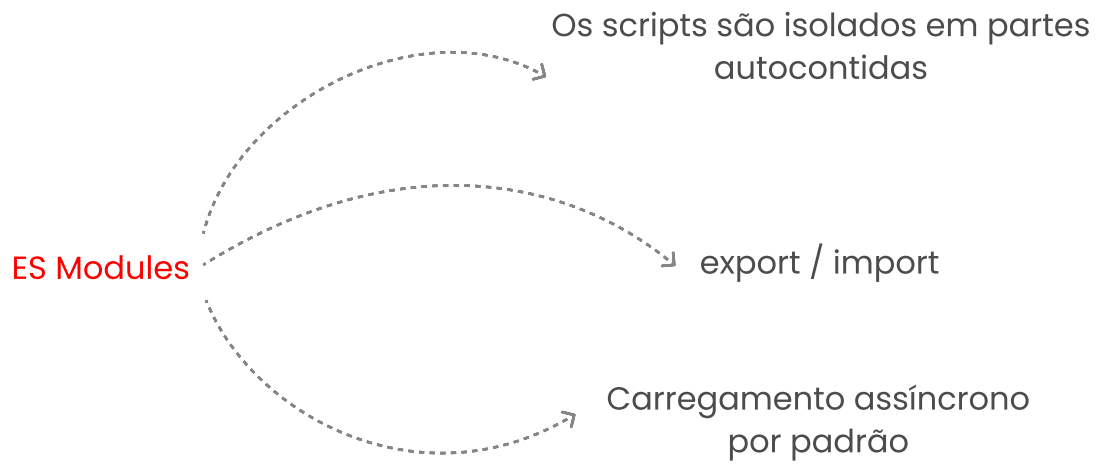 Os scripts são isolados em partes
autocontidas
ES Modules
export / import
Carregamento assíncrono
por padrão